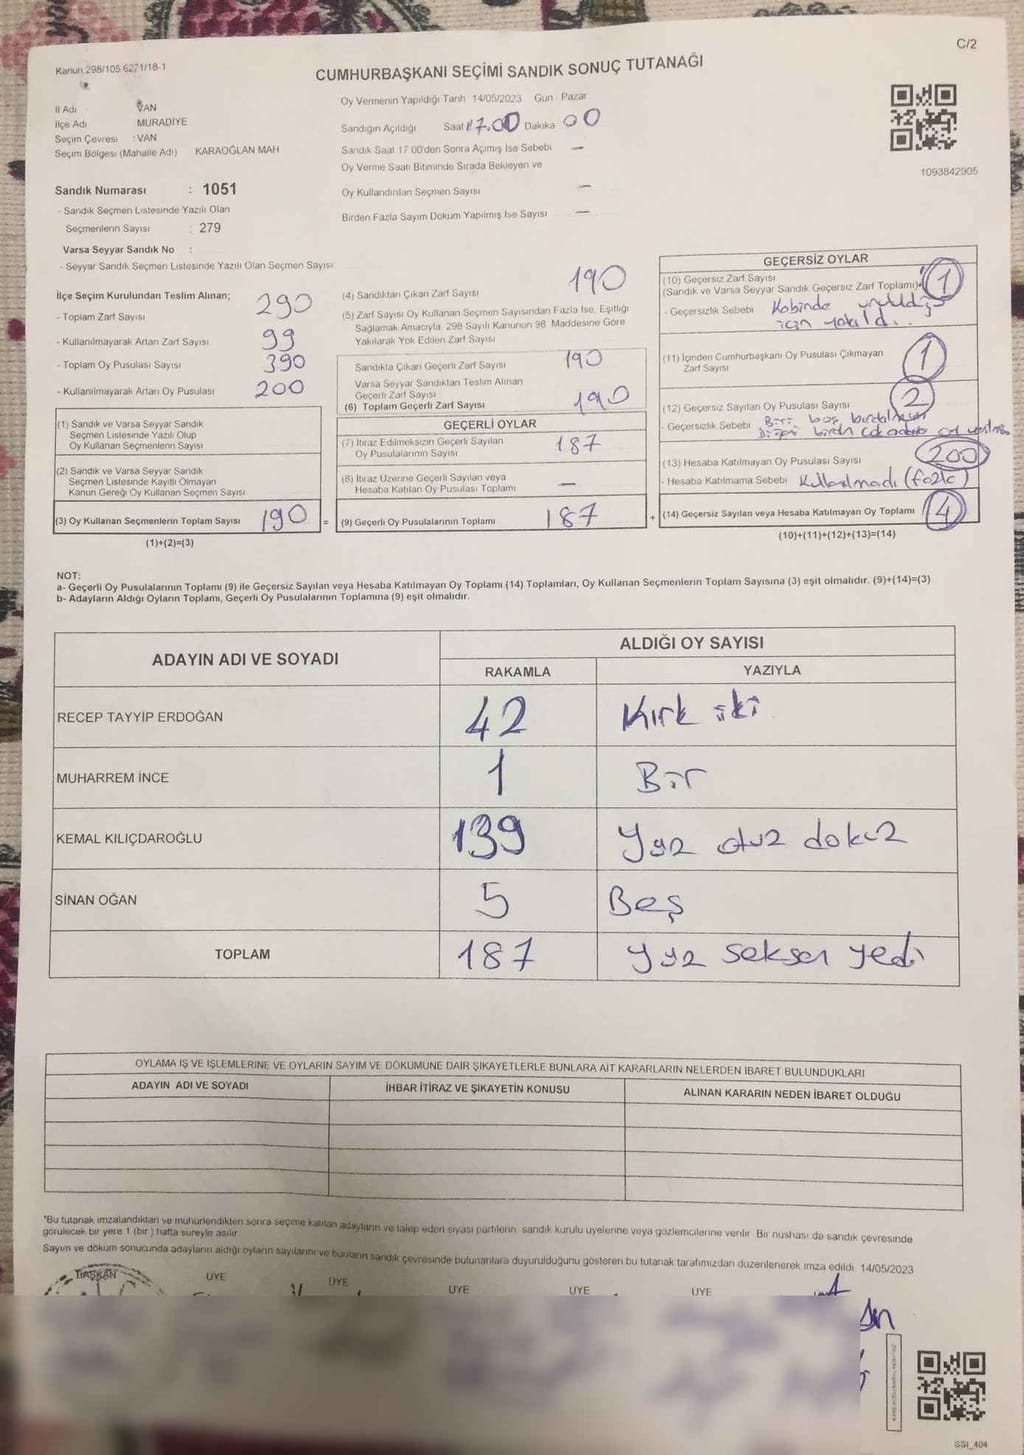 C/2
Kanun.298/105 6271/18-1
CUMHURBAŞKANI SEÇİMİ SANDIK SONUÇ TUTANAĞI
İl Adı VAN
İlçe Adı MURADİYE
Seçim Çevresi : VAN
Seçim Bölgesi (Mahalle Adı) KARAOĞLAN MAH
Oy Vermenin Yapıldığı Tarih 14/05/2023 Gün Pazar
Sandığın Açıldığı Saat 17.00 Dakika 00
Sandık Saat 17 00'den Sonra Açımış İse Sebebi —
Oy Verme Saati Bitiminde Sırada Bekleyen ve
Oy Kullandırılan Seçmen Sayısı —
Birden Fazla Sayım Döküm Yapılmış İse Sayısı —
1093842905
Sandık Numarası : 1051
- Sandık Seçmen Listesinde Yazılı Olan
Seçmenlerin Sayısı : 279
Varsa Seyyar Sandık No :
- Seyyar Sandık Seçmen Listesinde Yazılı Olan Seçmen Sayısı
İlçe Seçim Kurulundan Teslim Alınan;
- Toplam Zarf Sayısı 290
- Kullanılmayarak Artan Zarf Sayısı 99
- Toplam Oy Pusulası Sayısı 390
- Kullanılmayarak Artan Oy Pusulası 200
(1) Sandık ve Varsa Seyyar Sandık
Seçmen Listesinde Yazılı Olup
Oy Kullanan Seçmenlerin Sayısı
(2) Sandık ve Varsa Seyyar Sandık
Seçmen Listesinde Kayıtlı Olmayan
Kanun Gereği Oy Kullanan Seçmen Sayısı
(3) Oy Kullanan Seçmenlerin Toplam Sayısı 190 =
(1)+(2)=(3)
(4) Sandıktan Çıkan Zarf Sayısı 190
(5) Zarf Sayısı Oy Kullanan Seçmen Sayısından Fazla İse, Eşitliği
Sağlamak Amacıyla 298 Sayılı Kanunun 98. Maddesine Göre
Yakılarak Yok Edilen Zarf Sayısı
Sandıkta Çıkan Geçerli Zarf Sayısı 190
Varsa Seyyar Sandıktan Teslim Alınan
Geçerli Zarf Sayısı
(6) Toplam Geçerli Zarf Sayısı 190
GEÇERLİ OYLAR
(7) İtiraz Edilmeksizin Geçerli Sayılan
Oy Pusulalarının Sayısı 187
(8) İtiraz Üzerine Geçerli Sayılan veya
Hesaba Katılan Oy Pusulası Toplamı —
(9) Geçerli Oy Pusulalarının Toplamı 187 +
GEÇERSİZ OYLAR
(10) Geçersiz Zarf Sayısı
(Sandık ve Varsa Seyyar Sandık Geçersiz Zarf Toplamı) 1
- Geçersizlik Sebebi Kabinde unutulduğu
için yakıldı.
(11) İçinden Cumhurbaşkanı Oy Pusulası Çıkmayan
Zarf Sayısı 1
(12) Geçersiz Sayılan Oy Pusulası Sayısı 2
- Geçersizlik Sebebi Biri boş
(13) Hesaba Katılmayan Oy Pusulası Sayısı 200
- Hesaba Katılmama Sebebi Kullanılmadı (fazla)
(14) Geçersiz Sayılan veya Hesaba Katılmayan Oy Toplamı 4
(10)+(11)+(12)+(13)=(14)
NOT:
a- Geçerli Oy Pusulalarının Toplamı (9) ile Geçersiz Sayılan veya Hesaba Katılmayan Oy Toplamı (14) Toplamları, Oy Kullanan Seçmenlerin Toplam Sayısına (3) eşit olmalıdır. (9)+(14)=(3)
b- Adayların Aldığı Oyların Toplamı, Geçerli Oy Pusulalarının Toplamına (9) eşit olmalıdır.
ADAYIN ADI VE SOYADI ALDIĞI OY SAYISI
RAKAMLA YAZIYLA
RECEP TAYYİP ERDOĞAN 42 Kırk iki
MUHARREM İNCE 1 Bir
KEMAL KILIÇDAROĞLU 139 Yüz otuz dokuz
SİNAN OĞAN 5 Beş
TOPLAM 187 Yüz seksen yedi
OYLAMA İŞ VE İŞLEMLERİNE VE OYLARIN SAYIM VE DÖKÜMÜNE DAİR ŞİKAYETLERLE BUNLARA AİT KARARLARIN NELERDEN İBARET BULUNDUKLARI
ADAYIN ADI VE SOYADI İHBAR İTİRAZ VE ŞİKAYETİN KONUSU ALINAN KARARIN NEDEN İBARET OLDUĞU
*Bu tutanak imzalandıktan ve mühürlendikten sonra seçime katılan adayların ve talep eden siyasi partilerin sandık kurulu üyelerine veya gözlemcilerine verilir. Bir nüshası da sandık çevresinde
görülecek bir yere 1 (bir) hafta süreyle asılır.
Sayım ve döküm sonucunda adayların aldığı oyların sayılarını ve bunların sandık çevresinde bulunanlara duyurulduğunu gösteren bu tutanak tarafımızdan düzenlenerek imza edildi. 14/05/2023
BAŞKAN ÜYE ÜYE ÜYE ÜYE ÜYE
SSI_404